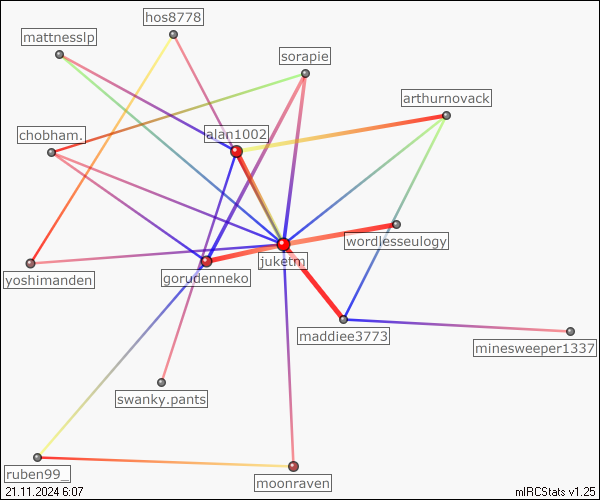 hos8778
mattnesslp
sorapie
arthurnovack
chobham.
alan1002
wordlesseulogy
juketm
yoshimanden
gorudenneko
maddiee3773
minesweeper1337
swanky.pants
ruben99_
moonraven
21.11.2024 6:07
mIRCStats v1.25